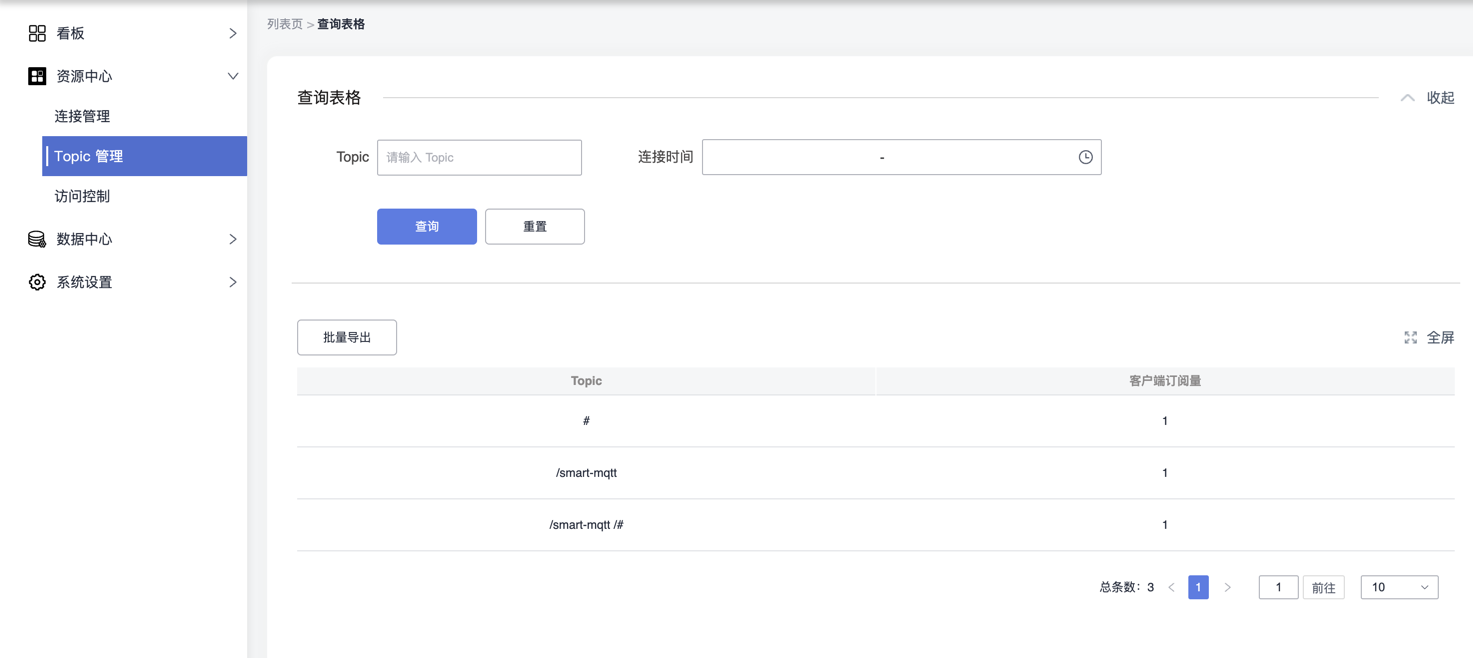 看板
资源中心
连接管理
Topic 管理
访问控制
数据中心
系统设置
列表页 > 查询表格
查询表格
收起
Topic 请输入 Topic 连接时间 -
查询 重置
批量导出 全屏
Topic 客户端订阅量
# 1
/smart-mqtt 1
/smart-mqtt /# 1
总条数：3 < 1 > 1 前往 10